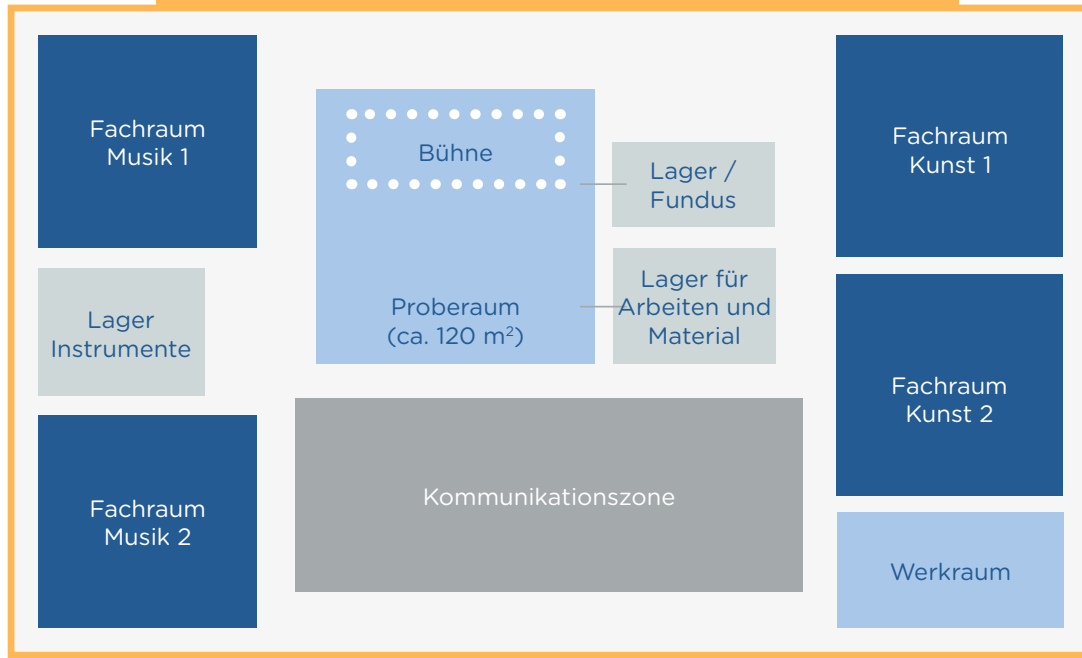 Fachraum
Musik 1
Bühne
Lager /
Fundus
Fachraum
Kunst 1
Lager
Instrumente
Proberaum
(ca. 120 m²)
Lager für
Arbeiten und
Material
Fachraum
Kunst 2
Fachraum
Musik 2
Kommunikationszone
Werkraum